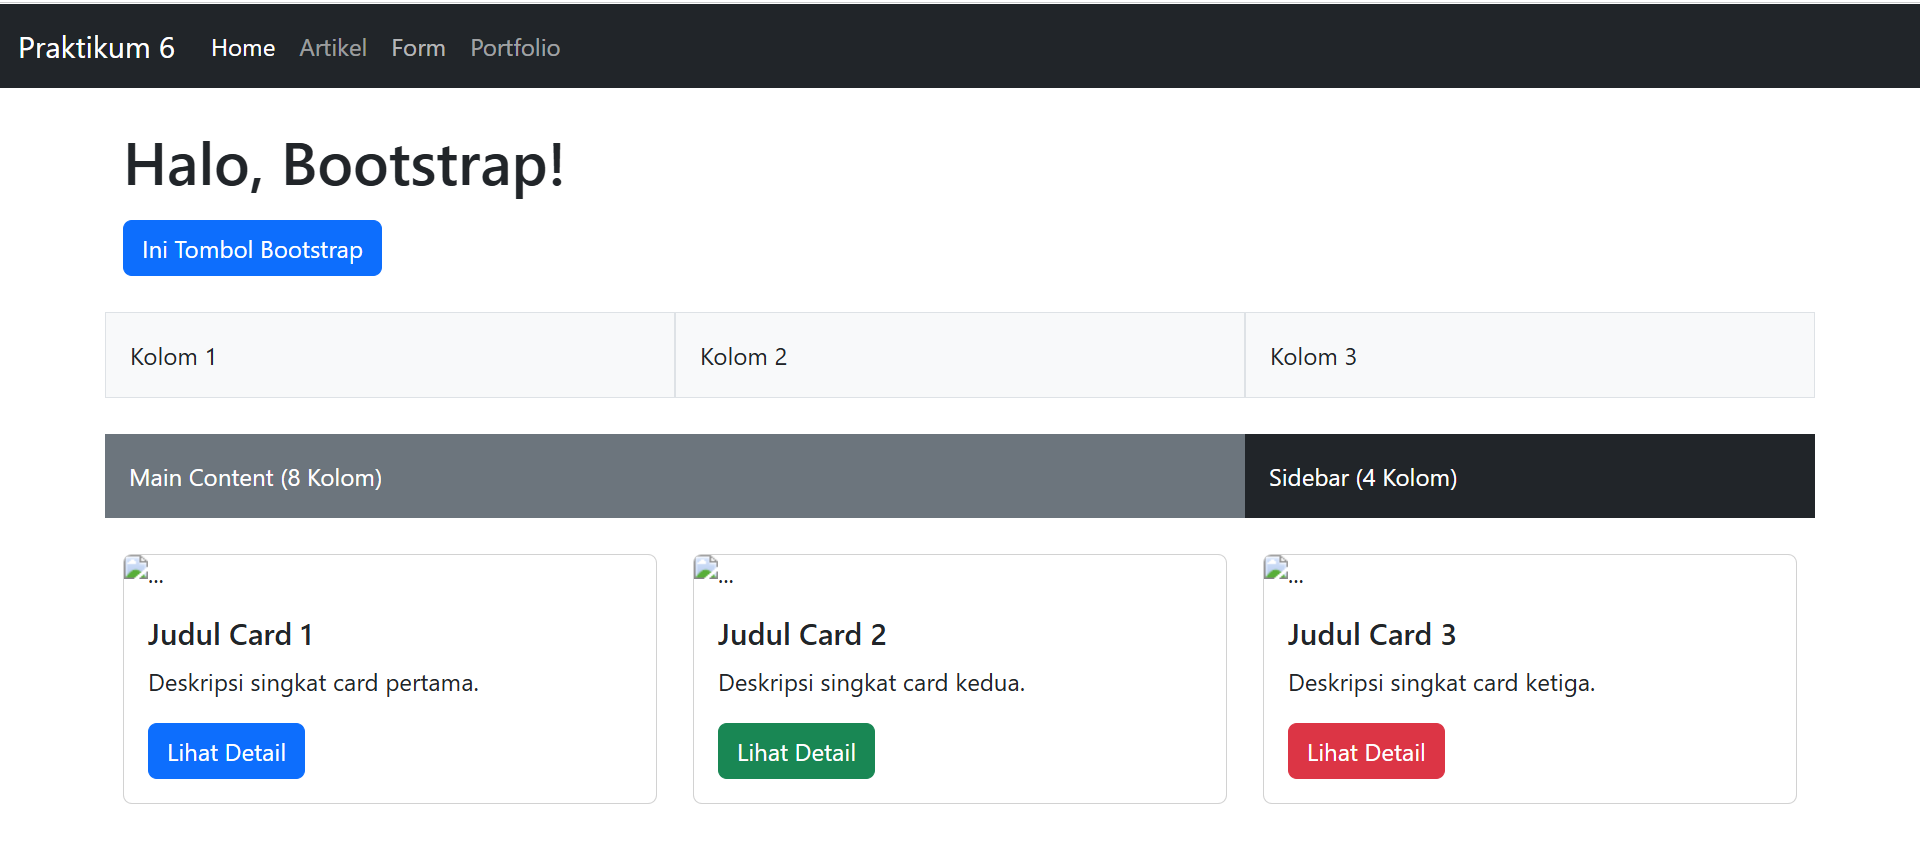 Praktikum 6 Home Artikel Form Portfolio
Halo, Bootstrap!
Ini Tombol Bootstrap
Kolom 1 Kolom 2 Kolom 3
Main Content (8 Kolom) Sidebar (4 Kolom)
... ... ...
Judul Card 1
Deskripsi singkat card pertama.
Lihat Detail
Judul Card 2
Deskripsi singkat card kedua.
Lihat Detail
Judul Card 3
Deskripsi singkat card ketiga.
Lihat Detail